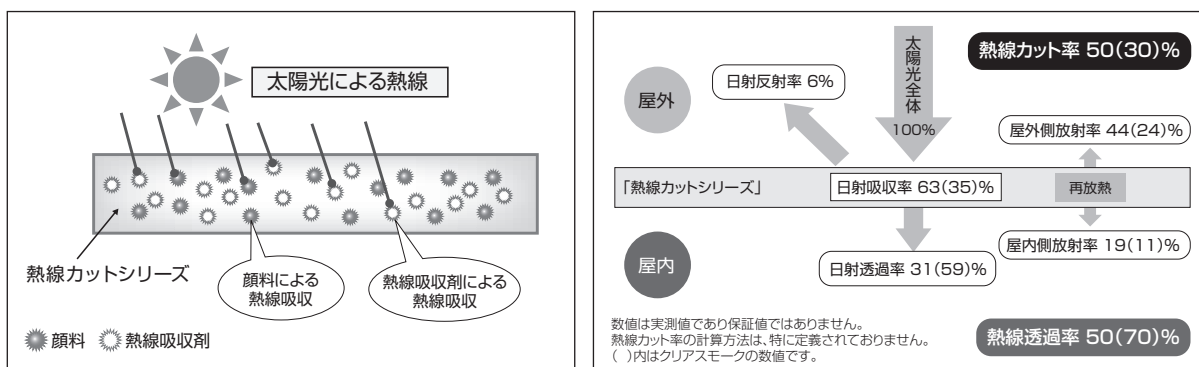 太陽光による熱線
熱線カットシリーズ
顔料による
熱線吸収
熱線吸収剤による
熱線吸収
顔料 熱線吸収剤
熱線カット率 50(30)%
太陽光全体
100%
日射反射率 6%
屋外
屋外側放射率 44(24)%
「熱線カットシリーズ」
日射吸収率 63(35)%
再放熱
屋内側放射率 19(11)%
屋内
日射透過率 31(59)%
数値は実測値であり保証値ではありません。
熱線カット率の計算方法は、特に定義されておりません。
( )内はクリアスモークの数値です。
熱線透過率 50(70)%